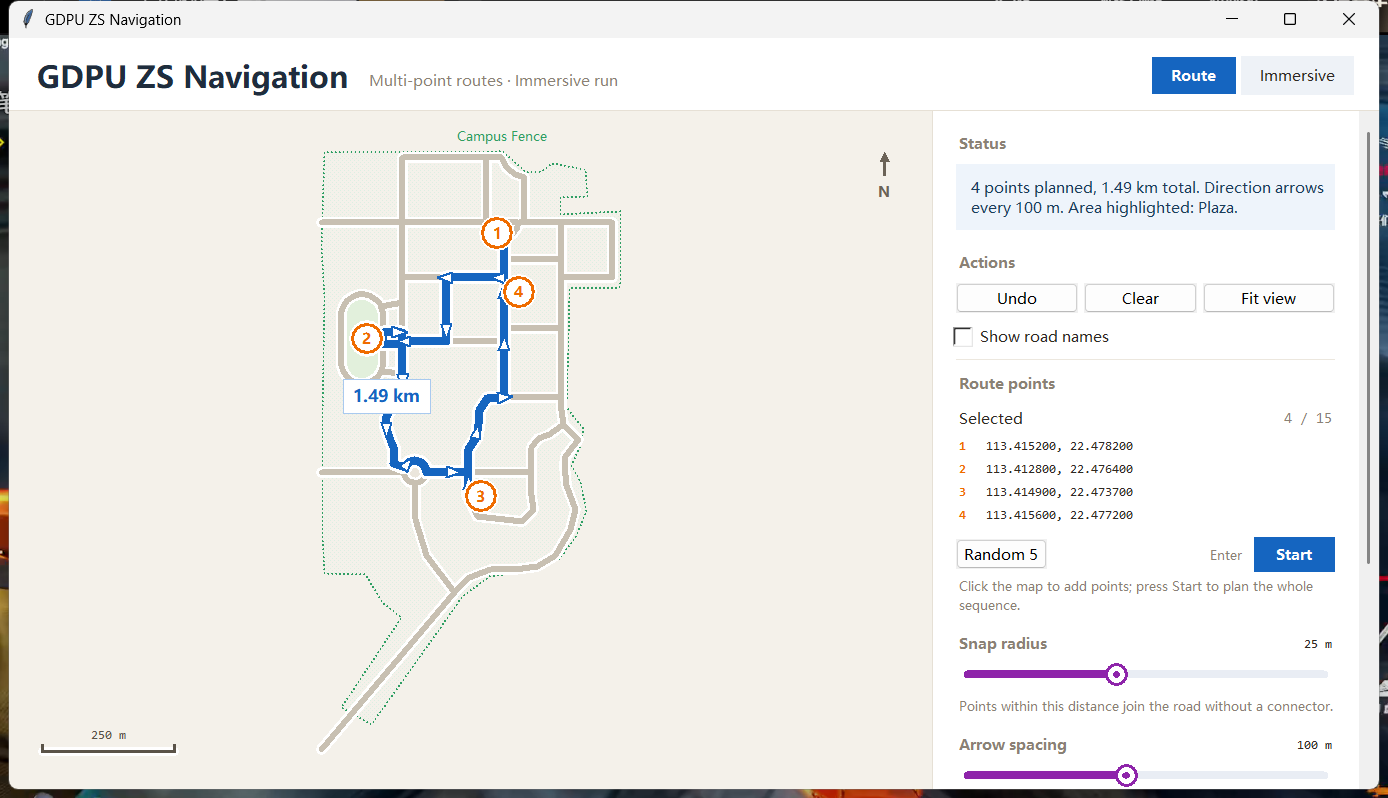 GDPU ZS Navigation
GDPU ZS Navigation
Multi-point routes · Immersive run
Route
Immersive
Campus Fence
N
1
4
2
1.49 km
3
250 m
Status
4 points planned, 1.49 km total. Direction arrows
every 100 m. Area highlighted: Plaza.
Actions
Undo
Clear
Fit view
Show road names
Route points
Selected 4 / 15
1 113.415200, 22.478200
2 113.412800, 22.476400
3 113.414900, 22.473700
4 113.415600, 22.477200
Random 5
Enter
Start
Click the map to add points; press Start to plan the whole
sequence.
Snap radius 25 m
Points within this distance join the road without a connector.
Arrow spacing 100 m